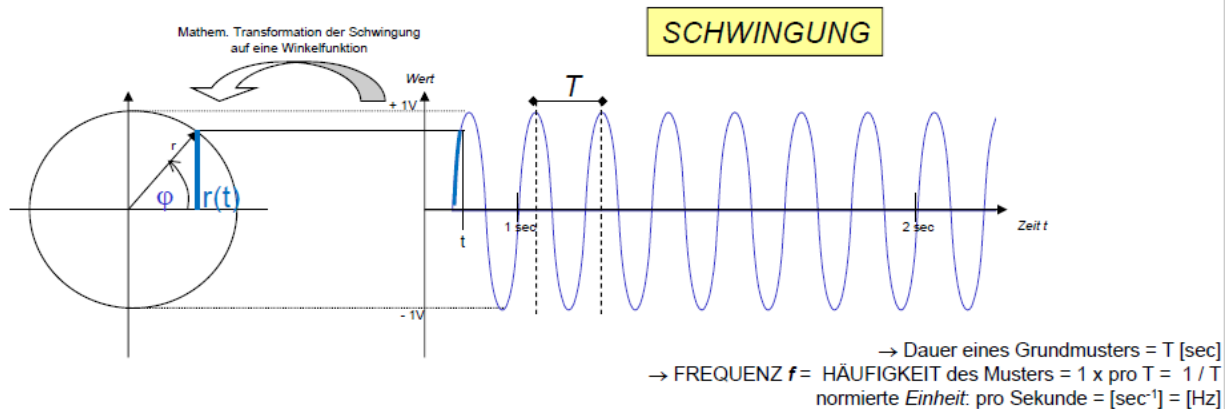 SCHWINGUNG
Mathem. Transformation der Schwingung
auf eine Winkelfunktion
Wert
+ 1V
T
r
φ
r(t)
t
1 sec
2 sec
Zeit t
- 1V
→ Dauer eines Grundmusters = T [sec]
→ FREQUENZ f = HÄUFIGKEIT des Musters = 1 x pro T = 1 / T
normierte Einheit: pro Sekunde = [sec⁻¹] = [Hz]